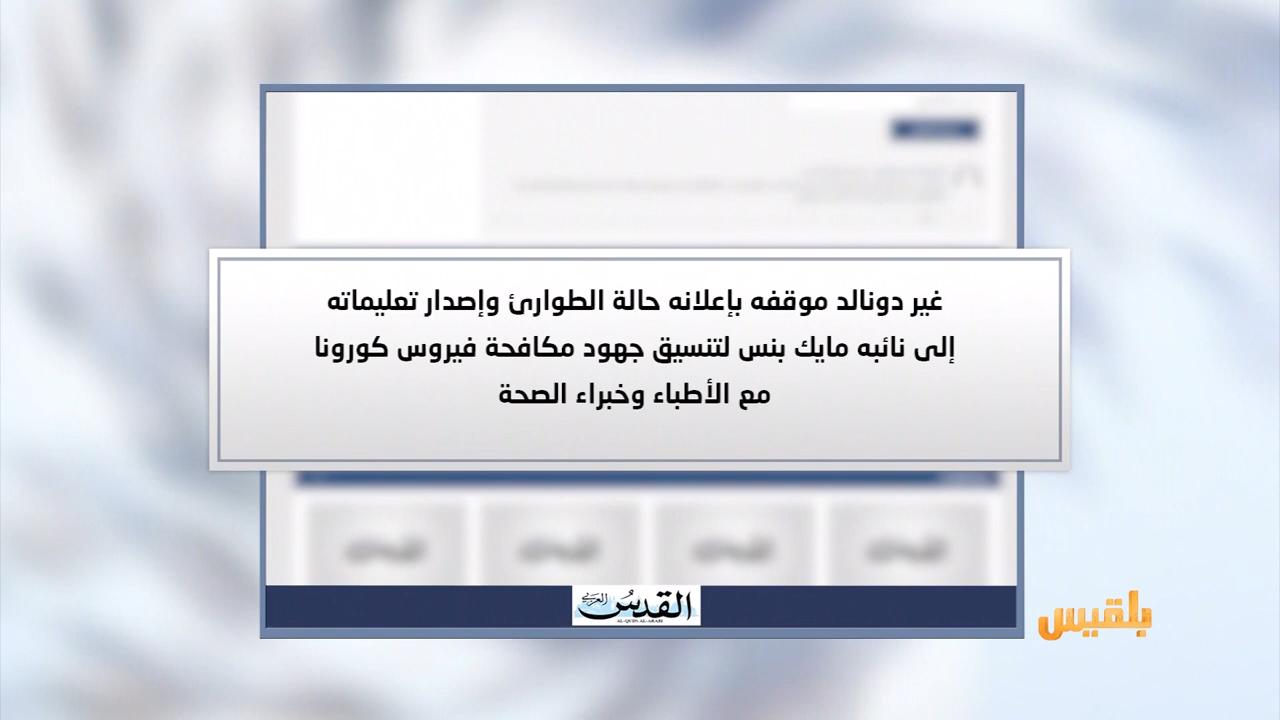 غير دونالد موقفه بإعلانه حالة الطوارئ وإصدار تعليماته
إلى نائبه مايك بنس لتنسيق جهود مكافحة فيروس كورونا
مع الأطباء وخبراء الصحة
القدس العربي
AL-QUDS AL-ARABI
بلقيس